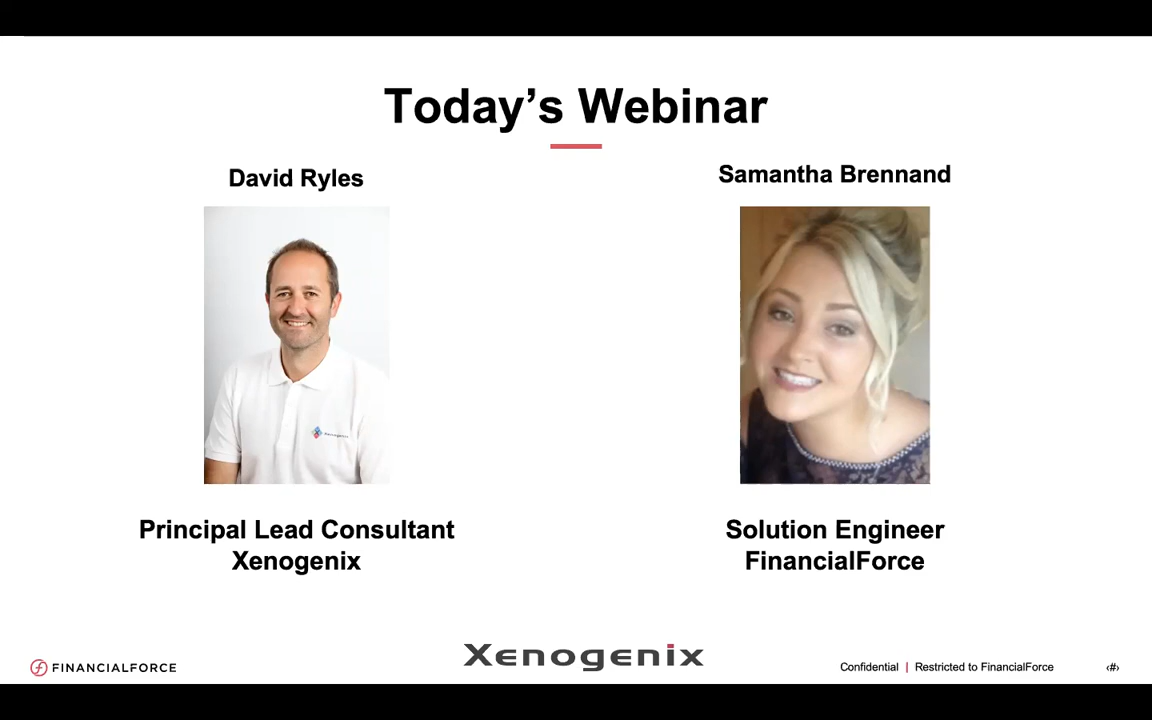 Today's Webinar
David Ryles
Samantha Brennand
Principal Lead Consultant
Xenogenix
Solution Engineer
FinancialForce
FINANCIALFORCE
Xenogenix
Confidential | Restricted to FinancialForce
‹#›